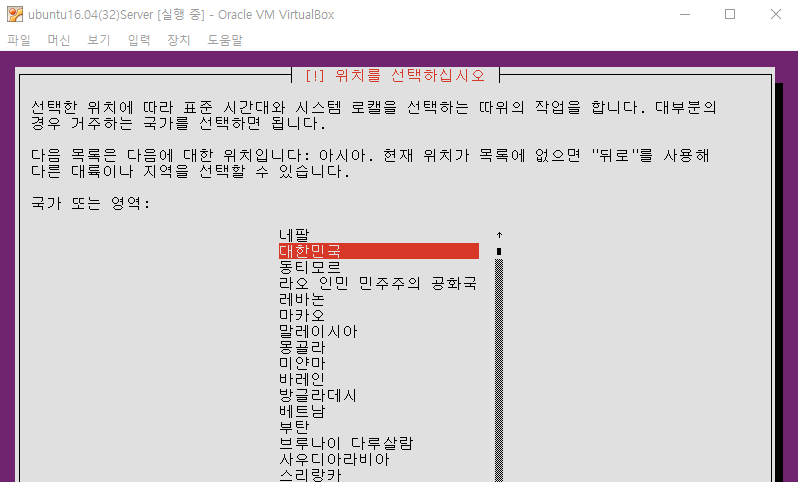 ubuntu16.04(32)Server [실행 중] - Oracle VM VirtualBox
파일 머신 보기 입력 장치 도움말
[!] 위치를 선택하십시오
선택한 위치에 따라 표준 시간대와 시스템 로캘을 선택하는 따위의 작업을 합니다. 대부분의
경우 거주하는 국가를 선택하면 됩니다.
다음 목록은 다음에 대한 위치입니다: 아시아. 현재 위치가 목록에 없으면 "뒤로"를 사용해
다른 대륙이나 지역을 선택할 수 있습니다.
국가 또는 영역:
네팔
대한민국
동티모르
라오 인민 민주주의 공화국
레바논
마카오
말레이시아
몽골라
미얀마
바레인
방글라데시
베트남
부탄
브루나이 다루살람
사우디아라비아
스리랑카